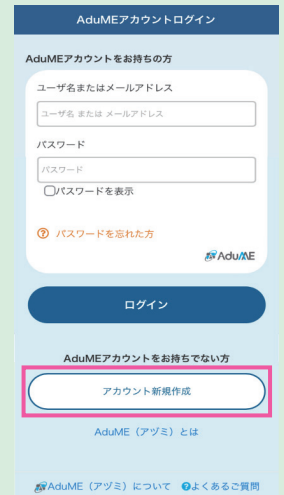 AduMEアカウントログイン
AduMEアカウントをお持ちの方
ユーザ名またはメールアドレス
ユーザ名 または メールアドレス
パスワード
パスワード
パスワードを表示
? パスワードを忘れた方
AduME
ログイン
AduMEアカウントをお持ちでない方
アカウント新規作成
AduME（アヅミ）とは
AduME（アヅミ）について ?よくあるご質問